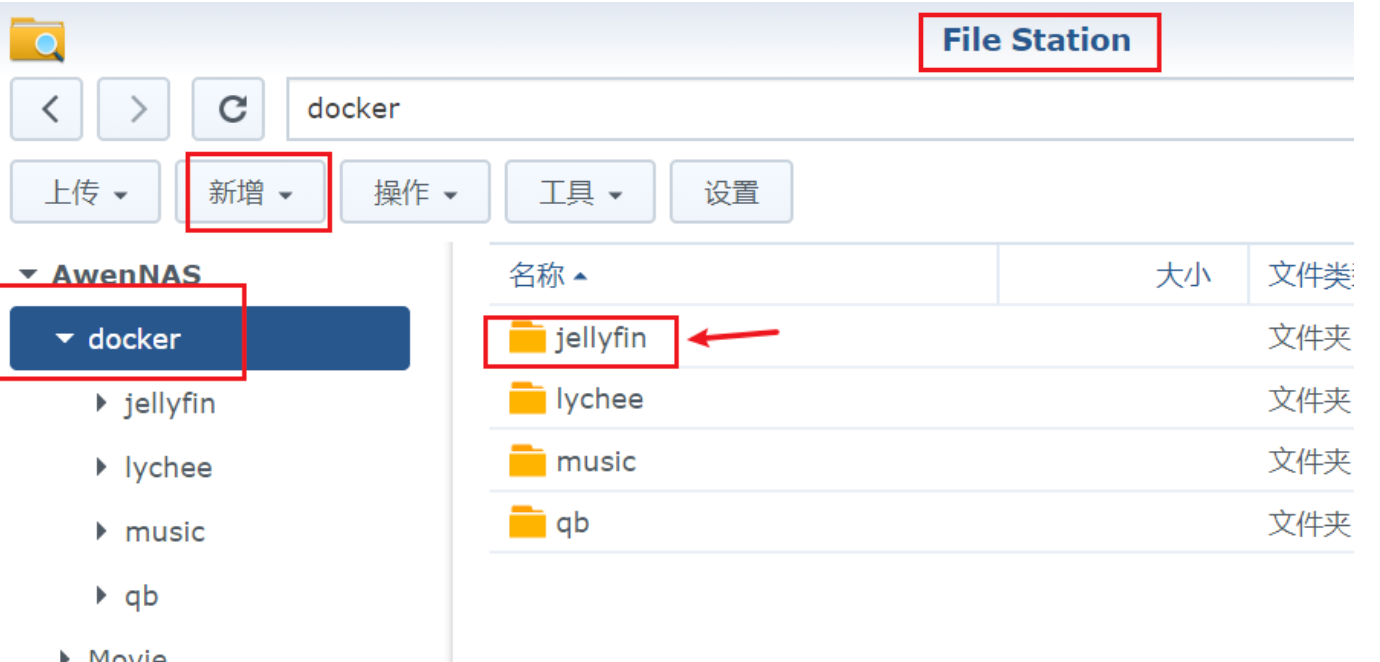 File Station
docker
上传 新增 操作 工具 设置
AwenNAS
docker
jellyfin
lychee
music
qb
Movie
名称 大小 文件类
jellyfin 文件夹
lychee 文件夹
music 文件夹
qb 文件夹